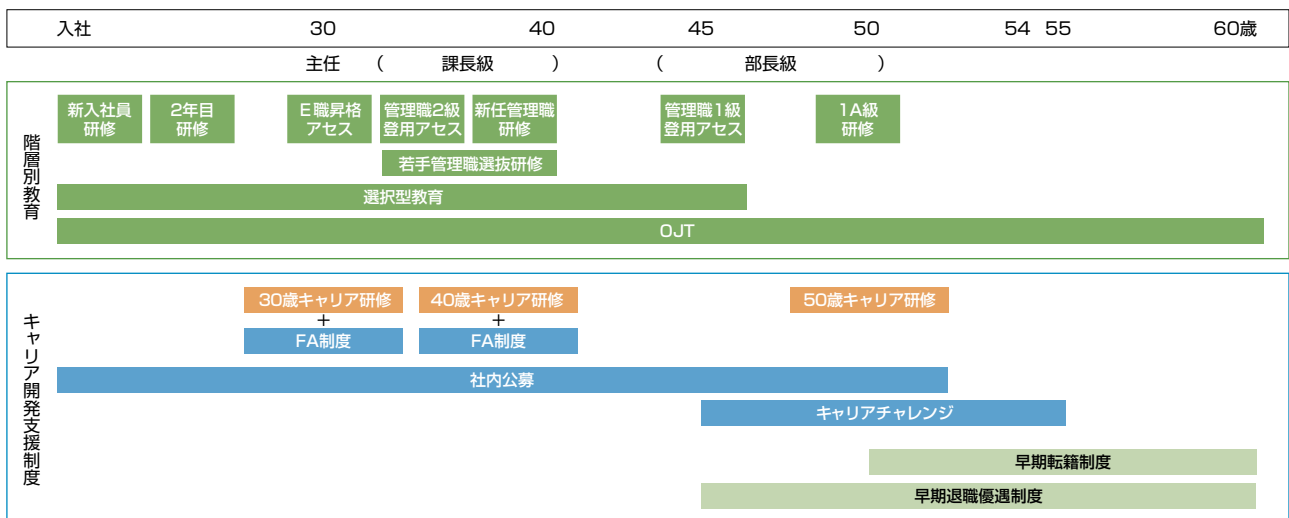 入社 30 40 45 50 54 55 60歳
主任 ( 課長級 ) ( 部長級 )
階層別教育
新入社員
研修
2年目
研修
E職昇格
アセス
管理職2級
登用アセス
新任管理職
研修
管理職1級
登用アセス
1A級
研修
若手管理職選抜研修
選択型教育
OJT
キャリア開発支援制度
30歳キャリア研修 40歳キャリア研修 50歳キャリア研修
+ +
FA制度 FA制度
社内公募
キャリアチャレンジ
早期転籍制度
早期退職優遇制度